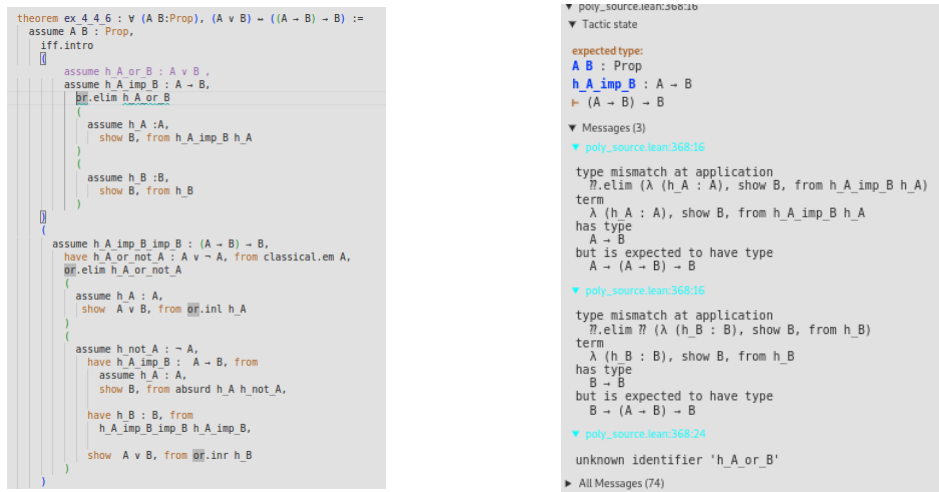 theorem ex_4_4_6 : ∀ (A B:Prop), (A ∨ B) ↔ ((A → B) → B) :=
assume A B : Prop,
iff.intro
(
assume h_A_or_B : A ∨ B ,
assume h_A_imp_B : A → B,
or.elim h_A_or_B
(
assume h_A :A,
show B, from h_A_imp_B h_A
)
(
assume h_B :B,
show B, from h_B
)
)
(
assume h_A_imp_B_imp_B : (A → B) → B,
have h_A_or_not_A : A ∨ ¬ A, from classical.em A,
or.elim h_A_or_not_A
(
assume h_A : A,
show A ∨ B, from or.inl h_A
)
(
assume h_not_A : ¬ A,
have h_A_imp_B : A → B, from
assume h_A : A,
show B, from absurd h_A h_not_A,
have h_B : B, from
h_A_imp_B_imp_B h_A_imp_B,
show A ∨ B, from or.inr h_B
)
)
▼ poly_source.lean:368:16
▼ Tactic state
expected type:
A B : Prop
h_A_imp_B : A → B
⊢ (A → B) → B
▼ Messages (3)
▼ poly_source.lean:368:16
type mismatch at application
⁇.elim (λ (h_A : A), show B, from h_A_imp_B h_A)
term
λ (h_A : A), show B, from h_A_imp_B h_A
has type
A → B
but is expected to have type
A → (A → B) → B
▼ poly_source.lean:368:16
type mismatch at application
⁇.elim ⁇ (λ (h_B : B), show B, from h_B)
term
λ (h_B : B), show B, from h_B
has type
B → B
but is expected to have type
B → (A → B) → B
▼ poly_source.lean:368:24
unknown identifier 'h_A_or_B'
▶ All Messages (74)